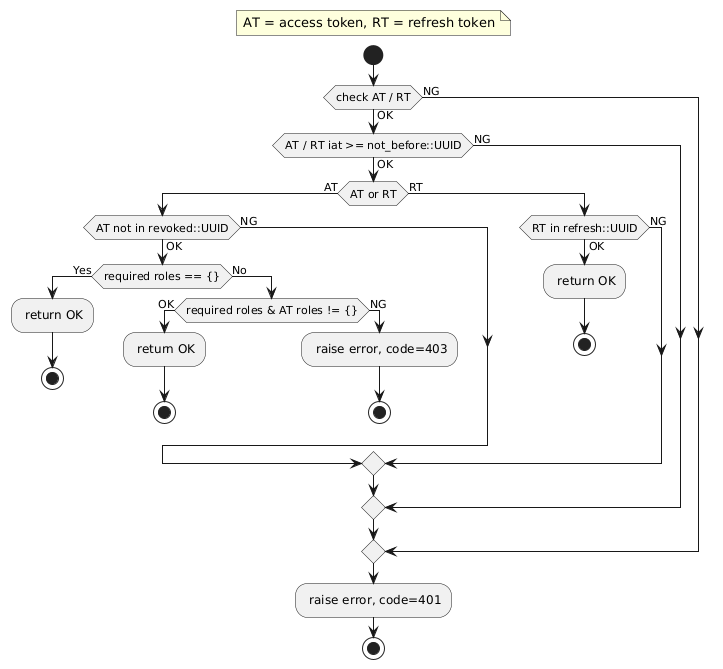 AT = access token, RT = refresh token
check AT / RT
NG
OK
AT / RT iat >= not_before::UUID
NG
OK
AT
AT or RT
RT
AT not in revoked::UUID
NG
RT in refresh::UUID
NG
OK
OK
Yes
required roles == {}
No
return OK
return OK
OK
required roles & AT roles != {}
NG
return OK
raise error, code=403
raise error, code=401